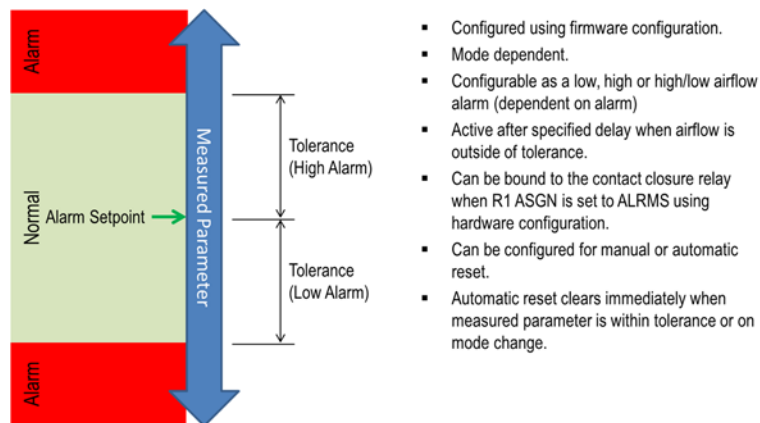 Alarm
Normal
Alarm Setpoint
Alarm
Measured Parameter
Tolerance
(High Alarm)
Tolerance
(Low Alarm)
▪ Configured using firmware configuration.
▪ Mode dependent.
▪ Configurable as a low, high or high/low airflow
alarm (dependent on alarm)
▪ Active after specified delay when airflow is
outside of tolerance.
▪ Can be bound to the contact closure relay
when R1 ASGN is set to ALRMS using
hardware configuration.
▪ Can be configured for manual or automatic
reset.
▪ Automatic reset clears immediately when
measured parameter is within tolerance or on
mode change.